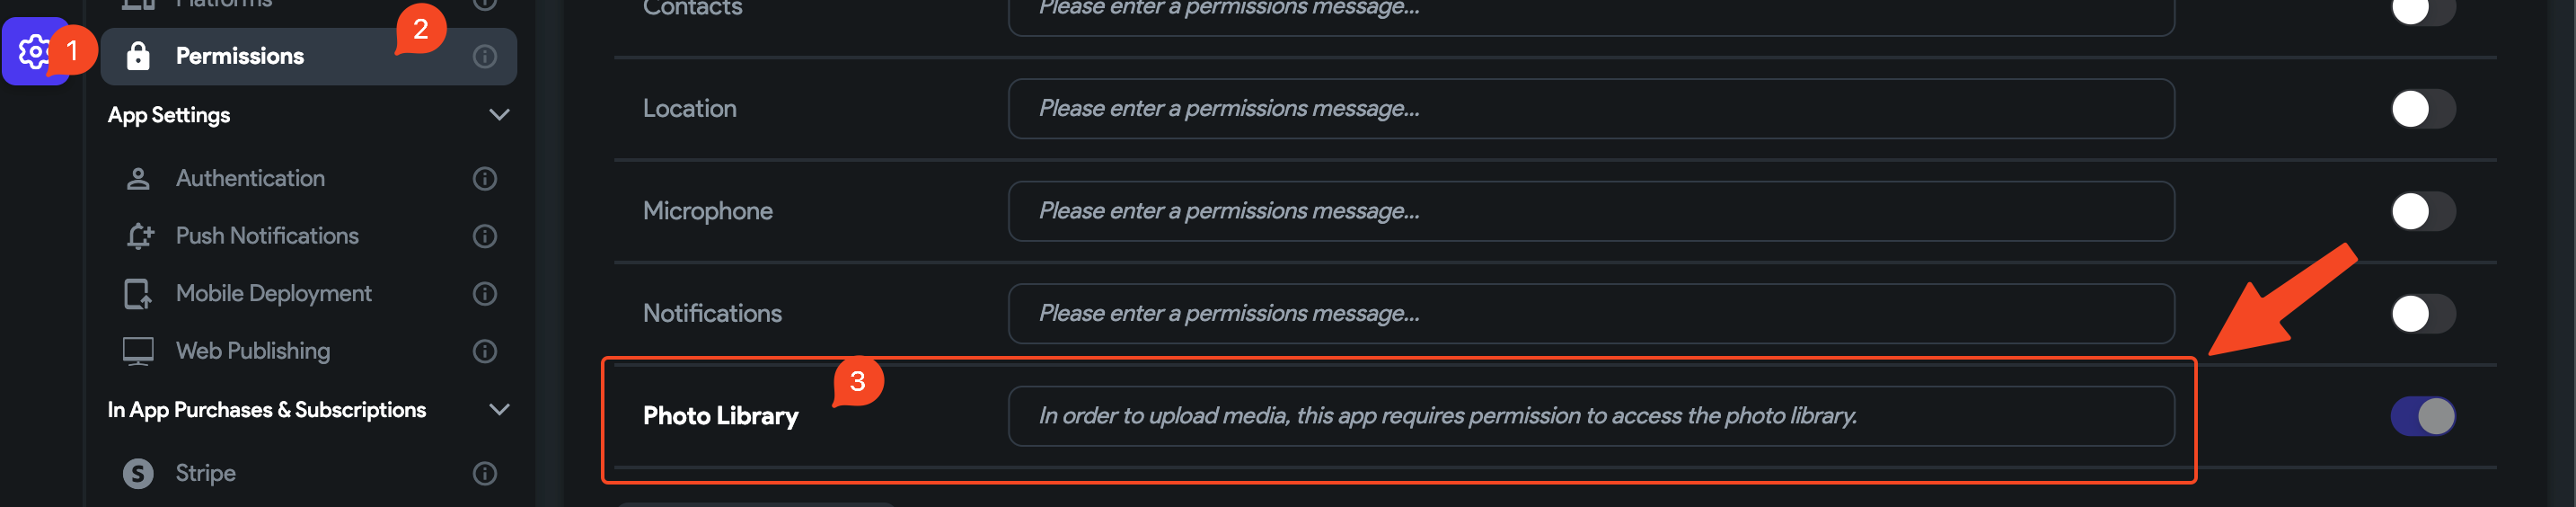 Platforms
1
2
Permissions
App Settings
Authentication
Push Notifications
Mobile Deployment
Web Publishing
In App Purchases & Subscriptions
S
Stripe
Contacts
Please enter a permissions message...
Location
Please enter a permissions message...
Microphone
Please enter a permissions message...
Notifications
Please enter a permissions message...
3
Photo Library
In order to upload media, this app requires permission to access the photo library.